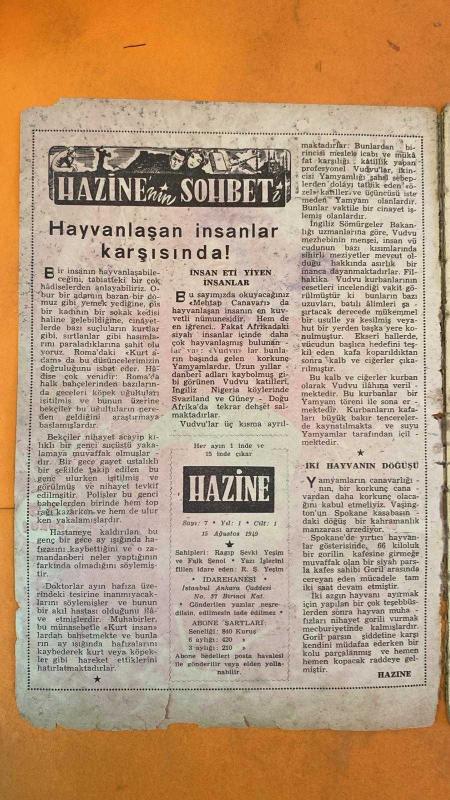 HAZİNE'nin SOHBETi
Hayvanlaşan insanlar
karşısında!
Bir insanın hayvanlaşabile-
ceğini, tabiatteki bir çok
hâdiselerden anlayabiliriz. O-
bur bir adamın bazan bir do-
muz gibi, yemek yediğine, pis
bir kadının bir sokak kedisi
haline gelebildiğine, cinayet-
lerde bazı suçluların kurtlar
gibi, sırtlanlar gibi hasımla-
rını paraladıklarına şahit olu
yoruz. Roma'daki «Kurt a-
dam» da bu düşüncelerimizin
doğruluğunu isbat eder. Hâ-
dise çok yenidir. Roma'da
halk bahçelerinden bazıların-
da geceleri köpek uğultuları
işitilmiş ve bunun üzerine
bekçiler bu uğultuların nere-
den geldiğini araştırmaya
başlamışlardır.
Bekçiler nihayet acayip kı-
lıklı bir genci suçüstü yaka-
lamaya muvaffak olmuşlar-
dır. Bir gece gayet ustalıklı
bir şekilde takip edilen bu
genç ulurken işitilmiş ve
görülmüş ve nihayet tevkif
edilmiştir. Polisler bu genci
bahçelerden birinde hem top
rağı kazarken ve hem de ulur
ken yakalamışlardır.
Hastaneye kaldırılan bu
genç bir gece ay ışığında ha-
fızasını kaybettiğini ve o za-
mandanberi neler yaptığının
farkında olmadığını söylemiş-
tir.
Doktorlar ayın hafıza üze-
rindeki tesirine inanmıyacak-
larını söylemişler ve bunun
bir akıl hastası olduğunu ilâ-
ve etmişlerdir. Muhabirler,
bu münasebetle «Kurt insan»
lardan bahsetmekte ve bunla-
rın ay ışığında hafızalarını
kaybederek kurt veya köpek-
ler gibi hareket ettiklerini
hatırlatmaktadırlar.
İNSAN ETİ YİYEN
İNSANLAR
Bu sayımızda okuyacağınız
«Mehtap Canavarı» da
hayvanlaşan insanın en kuv-
vetli nümunesidir. Hem de
en iğrenci. Fakat Afrikadaki
siyah insanlar içinde daha
çok hayvanlaşmış bulunan-
lar var: «Vudvu»lar bunla-
rın başında gelen korkunç
Yamyamlardır. Uzun yıllar-
danberi adları kaybolmuş gi-
bi görünen Vudvu katilleri,
İngiliz Nigeria köylerinde
Svaziland ve Güney - Doğu
Afrika'da tekrar dehşet sal-
maktadırlar.
Vudvu'lar üç kısma ayrıl-
Her ayın 1 inde ve
15 inde çıkar
HAZİNE
Sayı: 7 * Yıl: 1 * Cilt: 1
15 Ağustos 1949
Sahipleri: Ragıp Şevki Yeşim
ve Faik Şenol * Yazı İşlerini
fiilen idare eden: R. Ş. Yeşim
* İDAREHANESİ *
İstanbul Ankara Caddesi
No. 37 Birinci Kat.
* Gönderilen yazılar neşre-
dilsin, edilmesin iade edilmez *
ABONE ŞARTLARI:
Seneliği: 840 Kuruş
6 aylığı: 420 »
3 aylığı: 210 »
Abone bedelleri posta havalesi
ile gönderilir veya elden yolla-
nabilir.
maktadırlar: Bunlardan bi-
rincisi meslek icabı ve mükâ
fat karşılığı kâtillik yapan
profesyonel Vudvu'lar, ikin-
cisi Yamyamlığı şahsî sebep-
lerden dolayı tatbik eden «ö-
zel» katiller ve üçüncüsü iste
meden Yamyam olanlardır.
Bunlar vaktile bir cinayet iş-
lemiş olanlardır.
İngiliz Sömürgeler Bakan-
lığı uzmanlarına göre, Vudvu
mezhebinin menşei, insan vü
cudunun bazı kısımlarında
sihirli meziyetler mevcut ol-
duğu hakkında asırlık bir
inanca dayanmaktadırlar. Fil-
hakika Vudvu kurbanlarının
cesetleri incelendiği vakit gö-
rülmüştür ki bunların bazı
uzuvları, batılı âlimleri şa -
şırtacak derecede mükemmel
bir usul ile ya kesilmiş veya-
hut bir yerden başka yere ko-
nulmuştur. Ekseri hallerde,
vücudun başlıca hedefini teş-
kil eden kafa koparıldıktan
sonra kalb ve ciğerler çıka-
rılmıştır.
Bu kalb ve ciğerler kurban
olarak Vudvu ilâhına veril -
mektedir. Bu kurbanlar bir
Yamyam töreni ile sona er -
mektedir. Kurbanların kafa-
ları büyük bakır tencereler-
de kaynatılmakta ve suyu
Yamyamlar tarafından içil -
mektedir.
İKİ HAYVANIN DÖĞÜŞÜ
Yamyamların canavarlığı -
nın, bir korkunç cana -
vardan daha korkunç olaca-
ğını kabul etmeliyiz. Vaşing-
ton'un Spokane kasabasın-
daki döğüş bir kahramanlık
manzarası arzediyor.
Spokane'de yırtıcı hayvan-
lar gösterisinde, 66 kiloluk
bir gorilin kafesine girmeğe
muvaffak olan bir siyah pars
la kafes sahibi Goril arasında
cereyan eden mücadele tam
iki saat devam etmiştir.
İki azgın hayvanı ayırmak
için yapılan bir çok teşebbüs-
lerden sonra hayvan muha -
fızları nihayet gorili vurmak
mecburiyetinde kalmışlardır.
Goril parsın şiddetine karşı
kendini müdafaa ederken bir
kolu parçalanmış ve hemen
hemen kopacak raddeye gel-
miştir.
HAZİNE